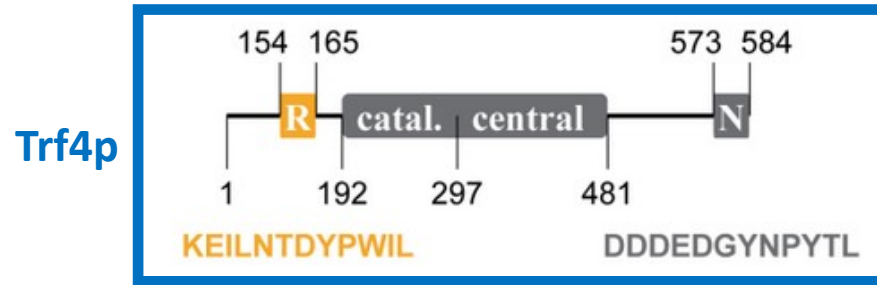 154 165 573 584
Trf4p
R catal. central N
1 192 297 481
KEILNTDYPWIL DDDEDGYNPYTL